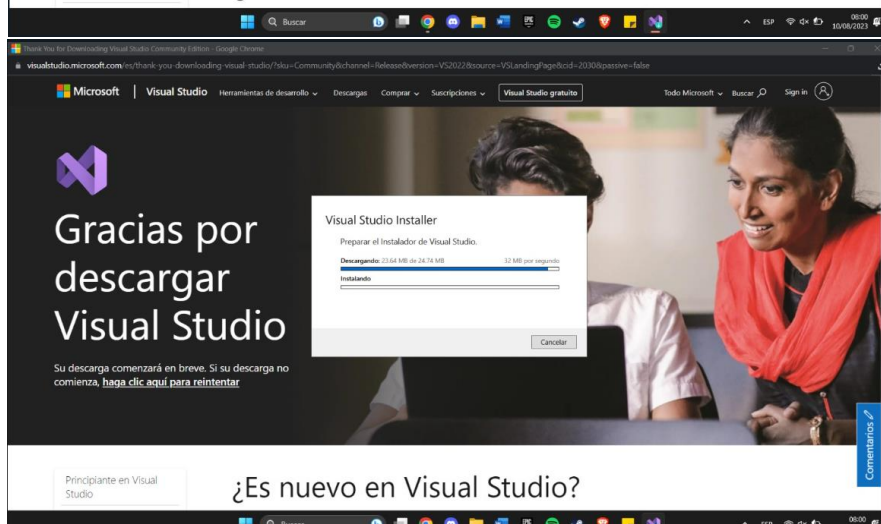 Buscar
ESP
08:00
10/08/2023
Thank You for Downloading Visual Studio Community Edition - Google Chrome
visualstudio.microsoft.com/es/thank-you-downloading-visual-studio/?sku=Community&channel=Release&version=VS2022&source=VSLandingPage&cid=2030&passive=false
Microsoft | Visual Studio Herramientas de desarrollo Descargas Comprar Suscripciones Visual Studio gratuito Todo Microsoft Buscar Sign in
Gracias por
descargar
Visual Studio
Su descarga comenzará en breve. Si su descarga no
comienza, haga clic aquí para reintentar
Visual Studio Installer
Preparar el Instalador de Visual Studio.
Descargando: 23.64 MB de 24.74 MB 32 MB por segundo
Instalando
Cancelar
Comentarios
Principiante en Visual
Studio
¿Es nuevo en Visual Studio?
08:00